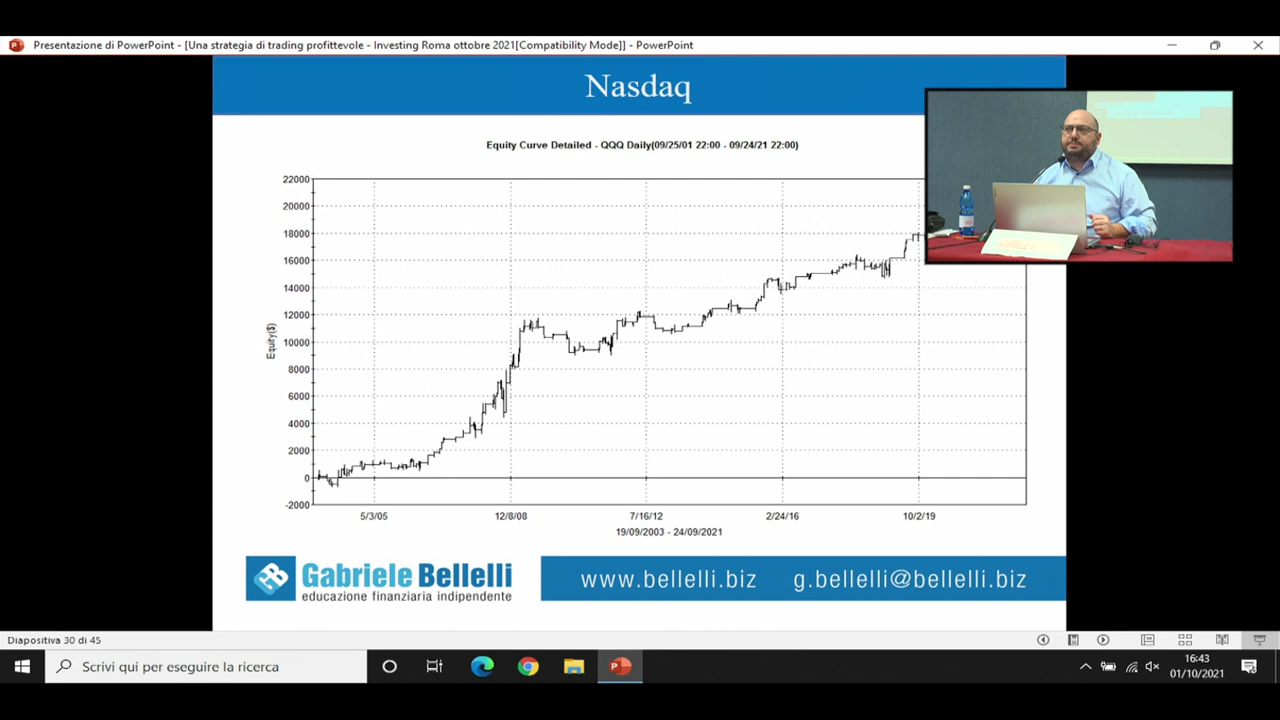 Presentazione di PowerPoint - [Una strategia di trading profittevole - Investing Roma ottobre 2021[Compatibility Mode]] - PowerPoint
Nasdaq
Equity Curve Detailed - QQQ Daily(09/25/01 22:00 - 09/24/21 22:00)
22000
20000
18000
16000
14000
12000
10000
8000
6000
4000
2000
0
-2000
Equity($)
5/3/05
12/8/08
7/16/12
2/24/16
10/2/19
19/09/2003 - 24/09/2021
Gabriele Bellelli
educazione finanziaria indipendente
www.bellelli.biz
g.bellelli@bellelli.biz
Diapositiva 30 di 45
Scrivi qui per eseguire la ricerca
16:43
01/10/2021